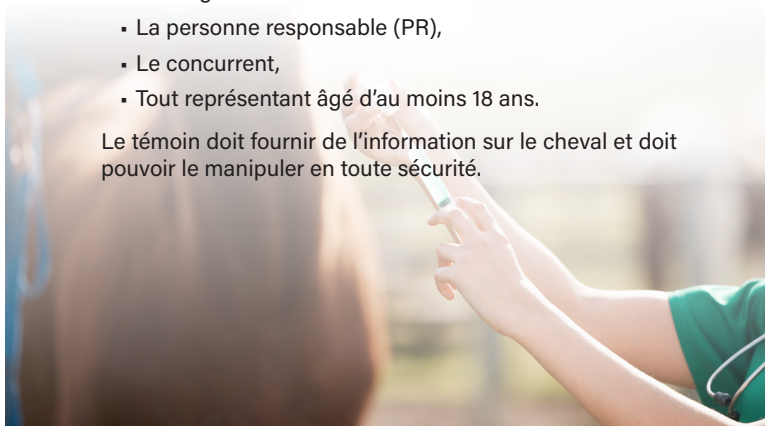 ▪ La personne responsable (PR),
▪ Le concurrent,
▪ Tout représentant âgé d'au moins 18 ans.
Le témoin doit fournir de l'information sur le cheval et doit
pouvoir le manipuler en toute sécurité.